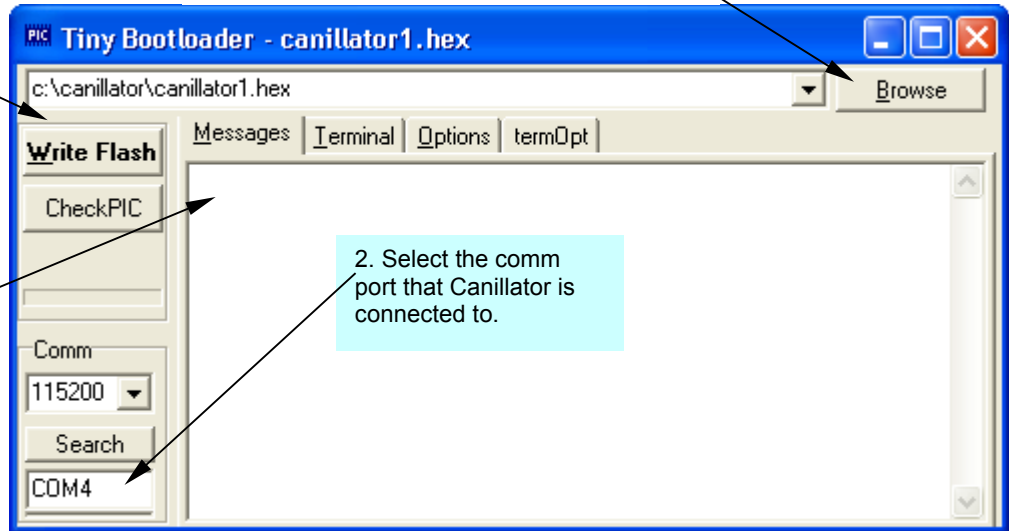 PIC Tiny Bootloader - canillator1.hex
c:\canillator\canillator1.hex
Browse
Write Flash
Messages Terminal Options termOpt
CheckPIC
2. Select the comm
port that Canillator is
connected to.
Comm
115200
Search
COM4